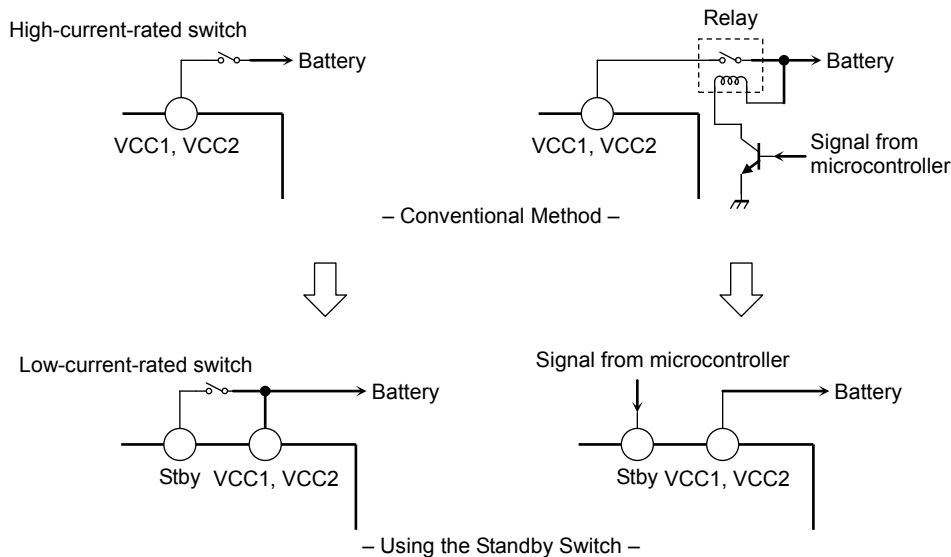 High-current-rated switch
Battery
VCC1, VCC2
Relay
Battery
VCC1, VCC2
Signal from
microcontroller
– Conventional Method –
Low-current-rated switch
Battery
Stby VCC1, VCC2
Signal from microcontroller
Battery
Stby VCC1, VCC2
– Using the Standby Switch –